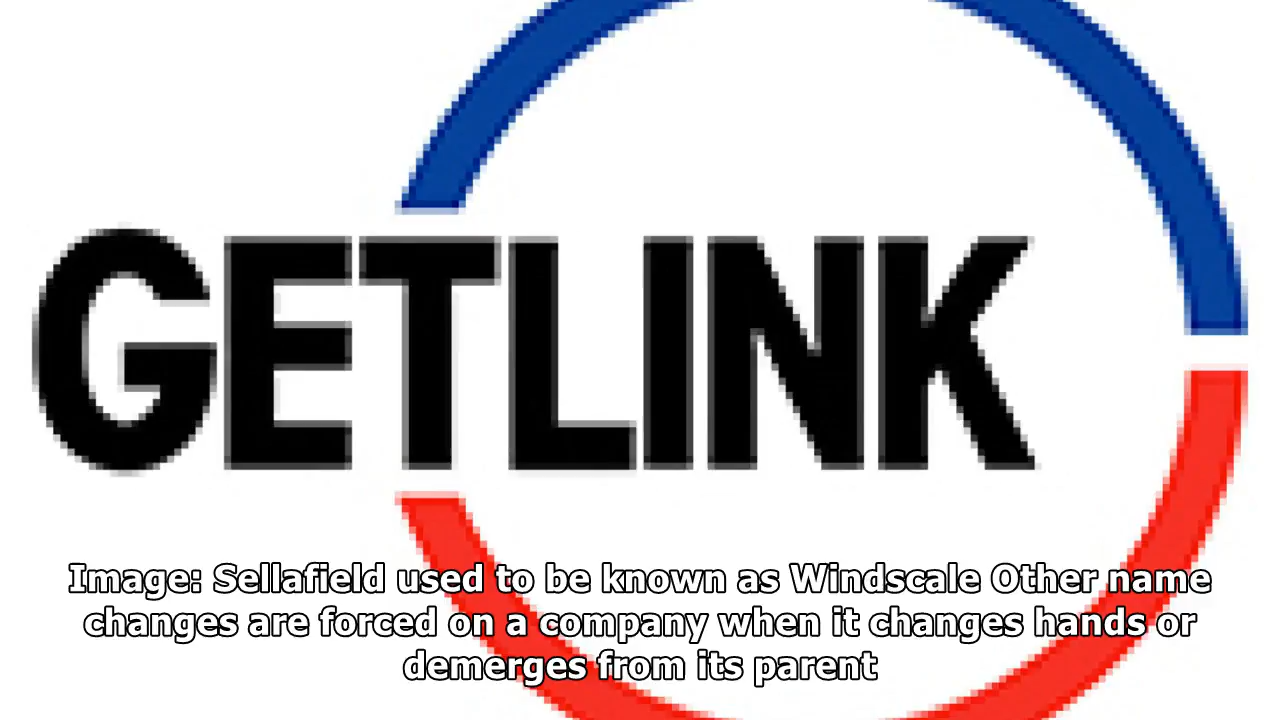 GETLINK
Image: Sellafield used to be known as Windscale Other name
changes are forced on a company when it changes hands or
demerges from its parent